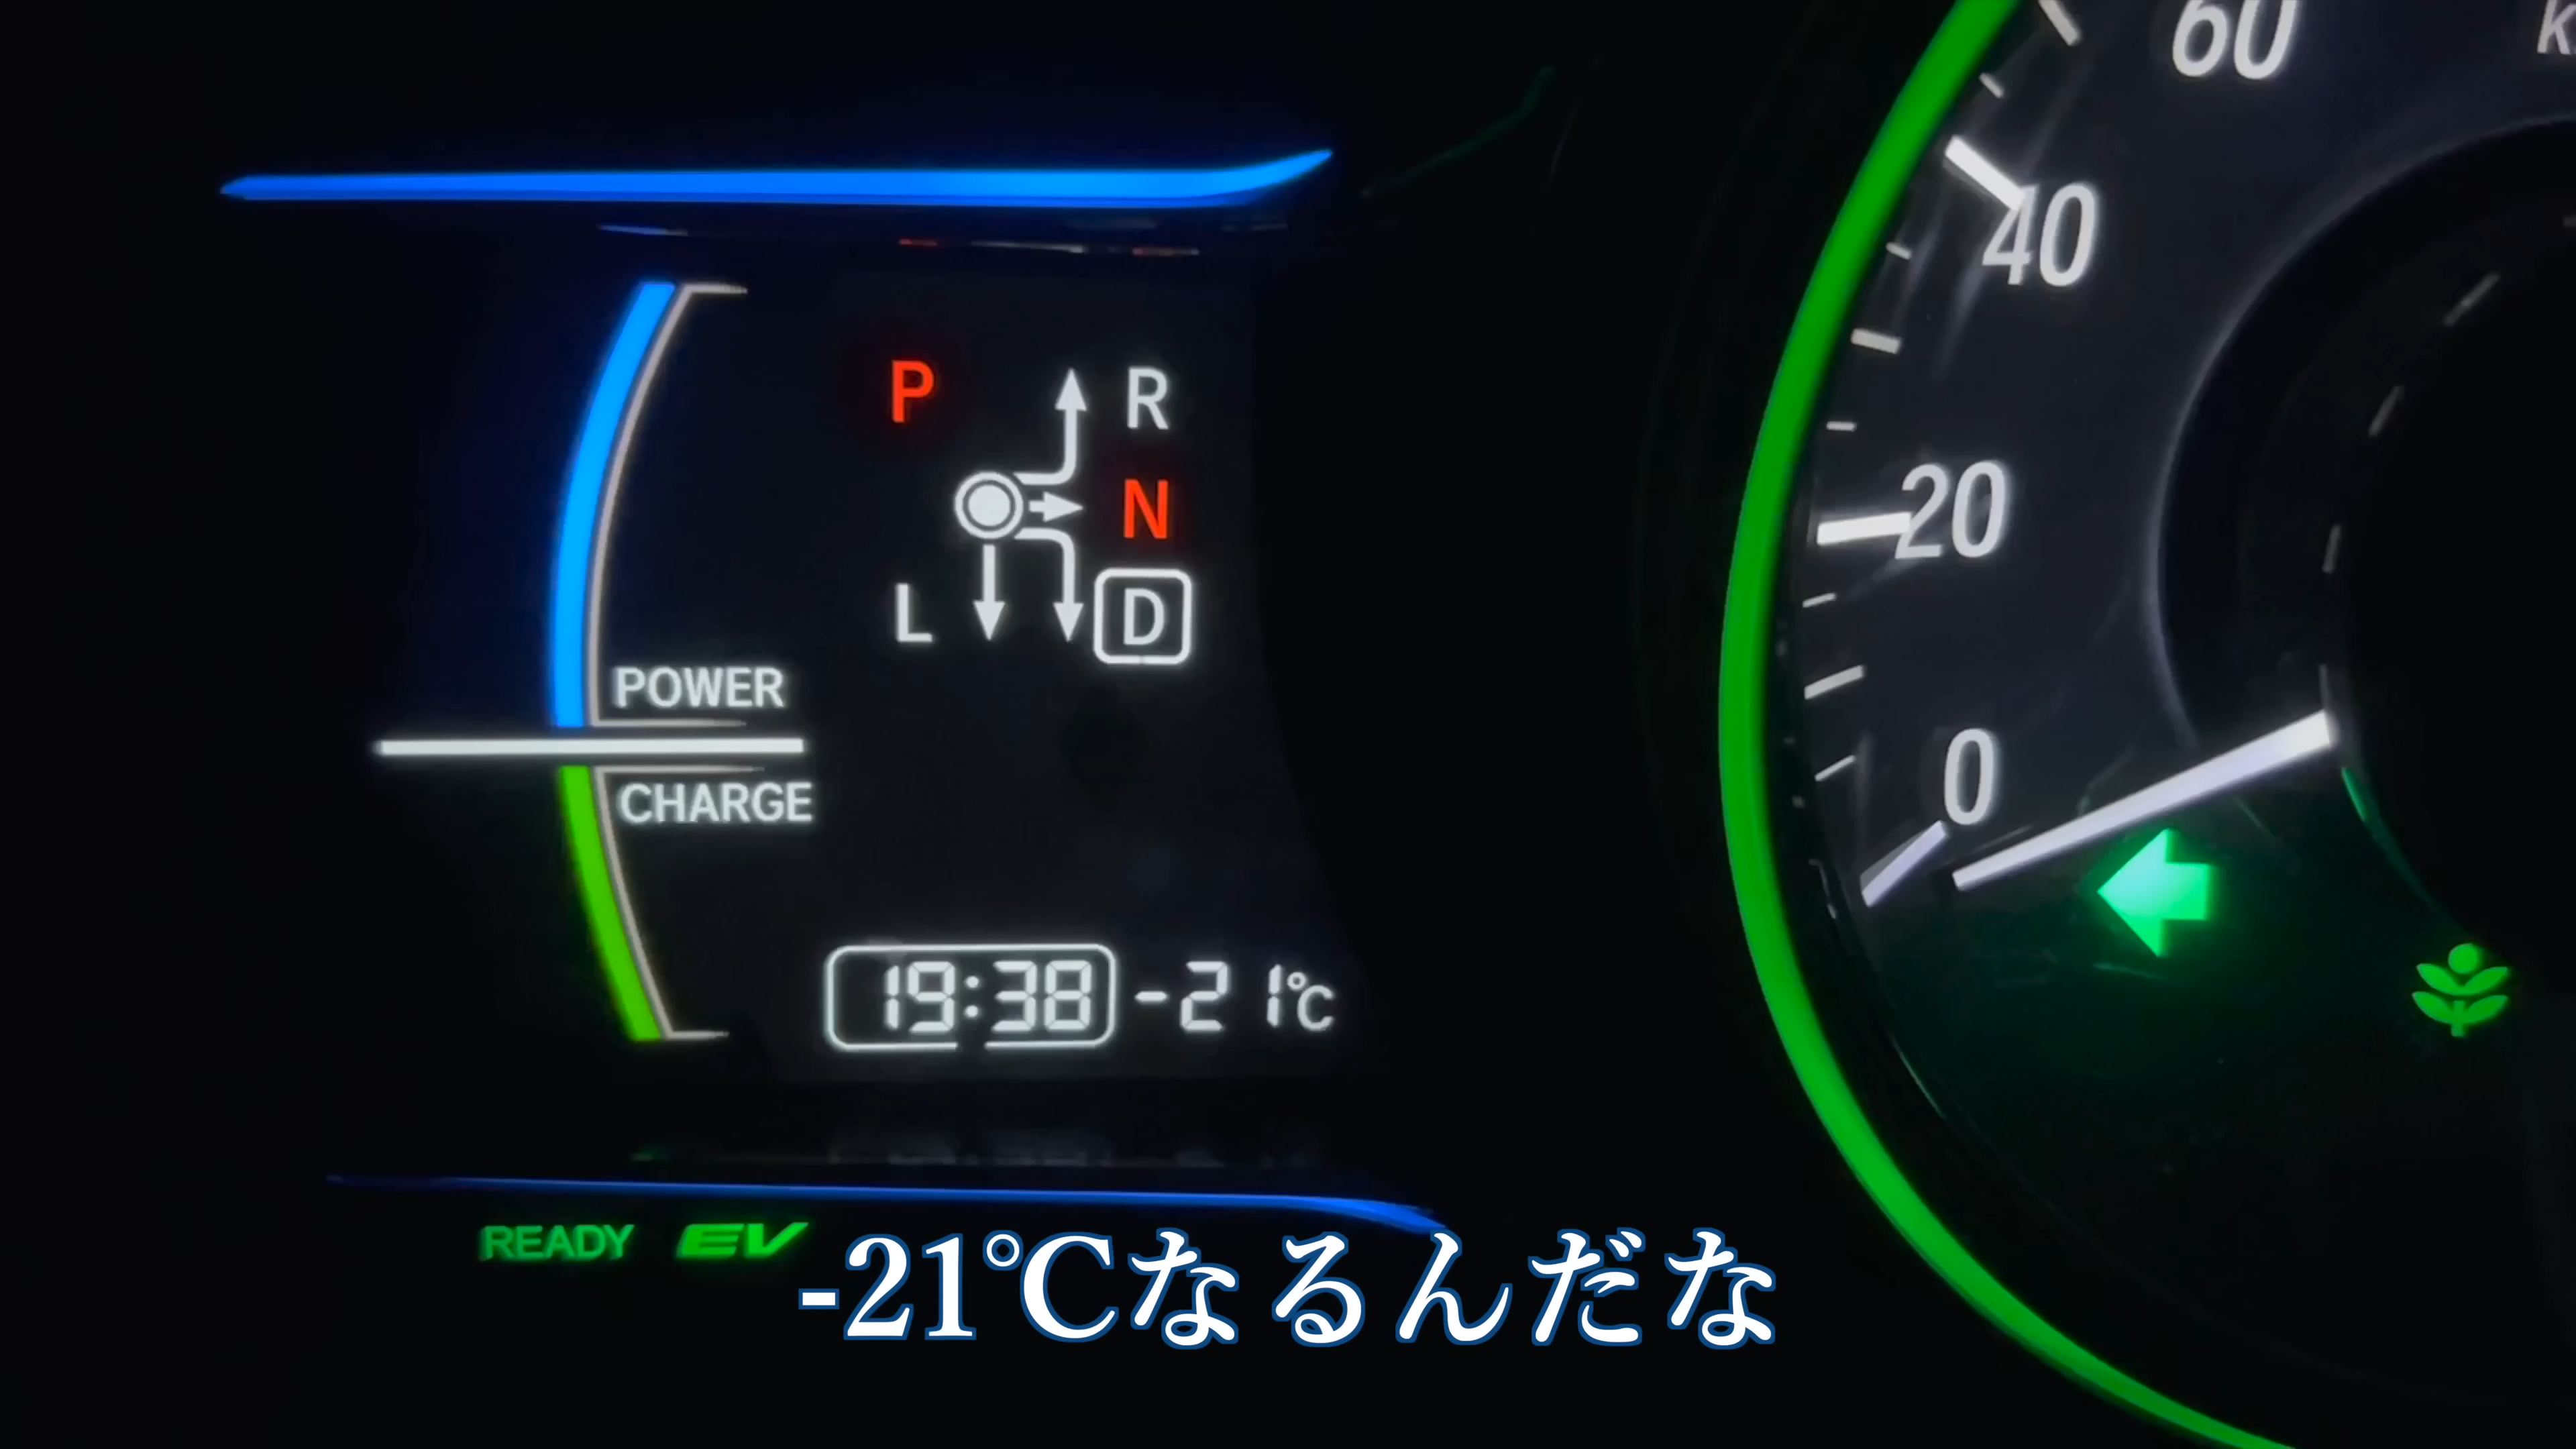 60
k
40
P
R
20
N
L
D
POWER
0
CHARGE
19:38
-21℃
READY EV
-21℃なるんだな